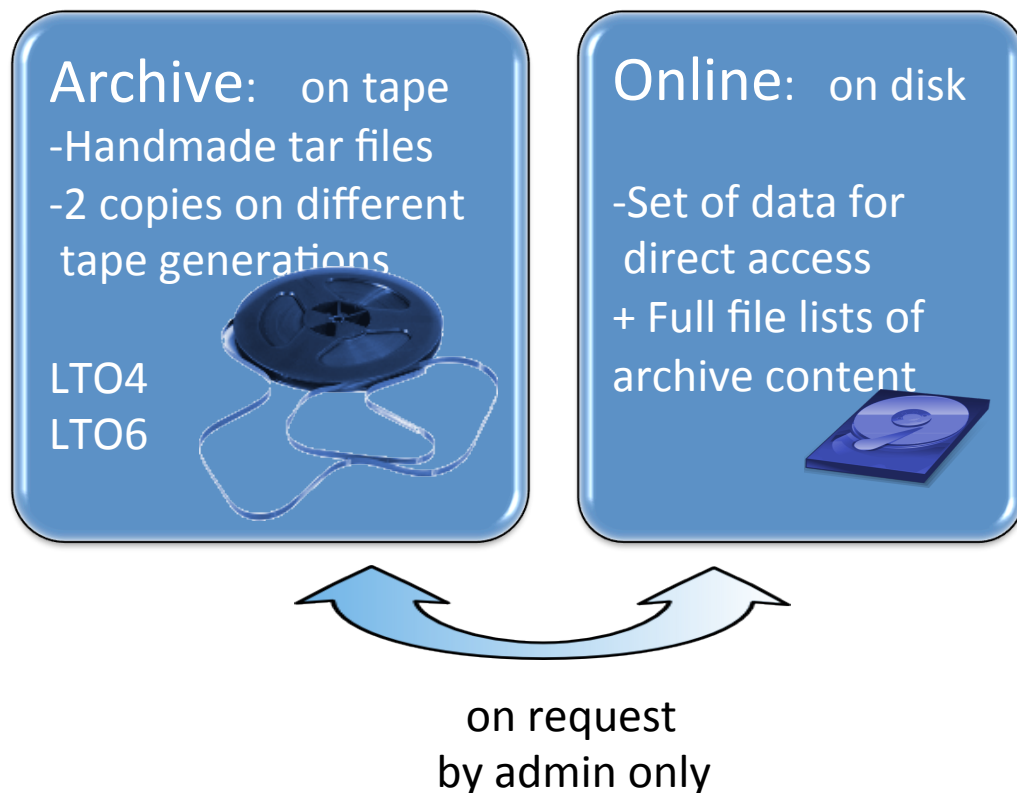 Archive: on tape
-Handmade tar files
-2 copies on different
tape generations
LTO4
LTO6
Online: on disk
-Set of data for
direct access
+ Full file lists of
archive content
on request
by admin only